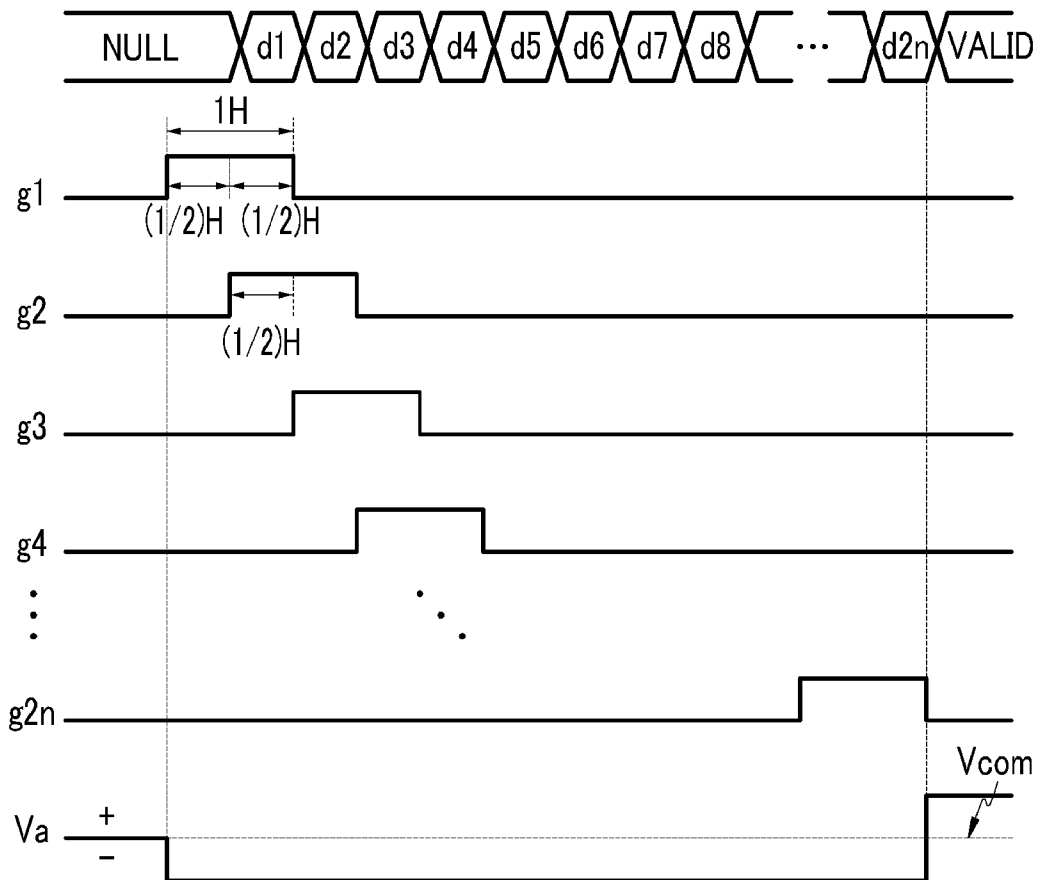 NULL d1 d2 d3 d4 d5 d6 d7 d8 ... d2n VALID
1H
g1
(1/2)H (1/2)H
g2
(1/2)H
g3
g4
g2n
Vcom
Va + −